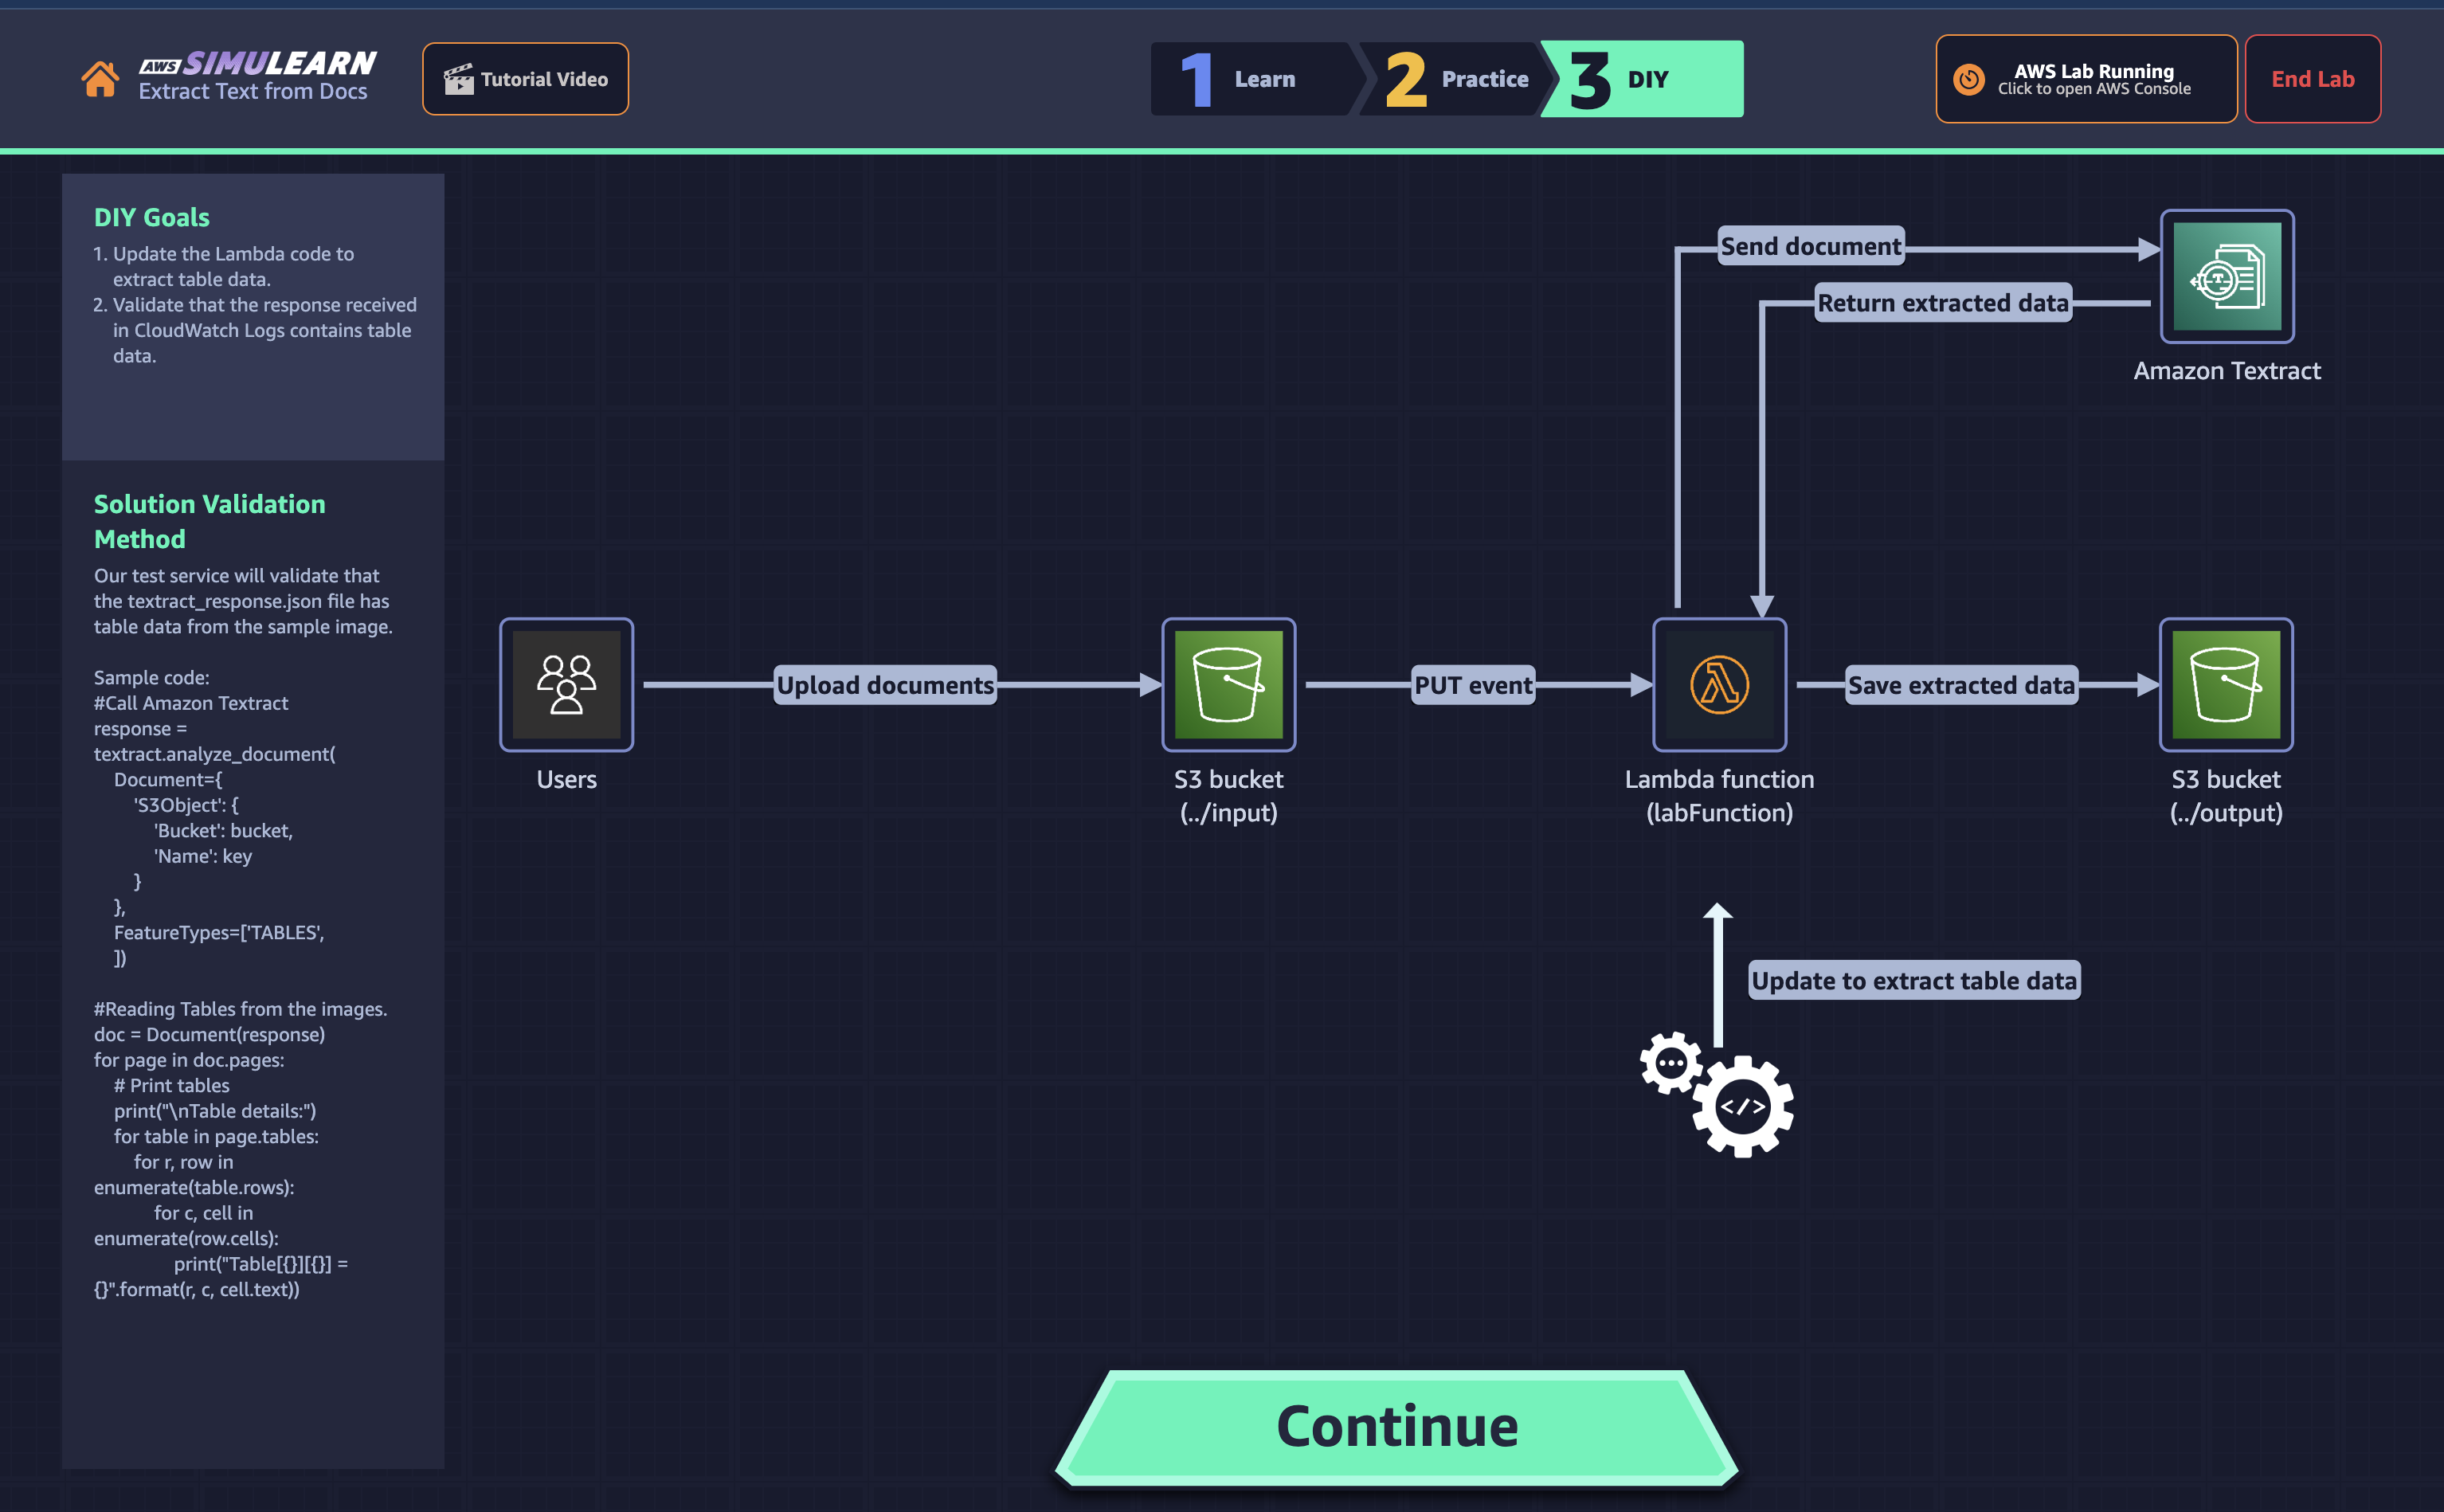 AWS SIMULEARN
Extract Text from Docs
Tutorial Video
1 Learn
2 Practice
3 DIY
AWS Lab Running
Click to open AWS Console
End Lab
DIY Goals
1. Update the Lambda code to
extract table data.
2. Validate that the response received
in CloudWatch Logs contains table
data.
Solution Validation
Method
Our test service will validate that
the textract_response.json file has
table data from the sample image.
Sample code:
#Call Amazon Textract
response =
textract.analyze_document(
Document={
'S3Object': {
'Bucket': bucket,
'Name': key
}
},
FeatureTypes=['TABLES',
])
#Reading Tables from the images.
doc = Document(response)
for page in doc.pages:
# Print tables
print("\nTable details:")
for table in page.tables:
for r, row in
enumerate(table.rows):
for c, cell in
enumerate(row.cells):
print("Table[{}][{}] =
{}".format(r, c, cell.text))
Send document
Return extracted data
Amazon Textract
Users
Upload documents
S3 bucket
(../input)
PUT event
Lambda function
(labFunction)
Save extracted data
S3 bucket
(../output)
Update to extract table data
</>
Continue